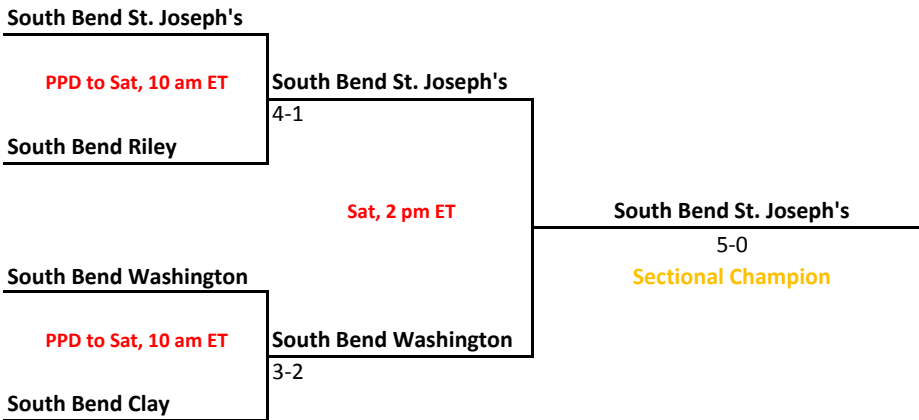 South Bend St. Joseph's
PPD to Sat, 10 am ET
South Bend St. Joseph's
4-1
South Bend Riley
Sat, 2 pm ET
South Bend St. Joseph's
5-0
Sectional Champion
South Bend Washington
PPD to Sat, 10 am ET
South Bend Washington
3-2
South Bend Clay